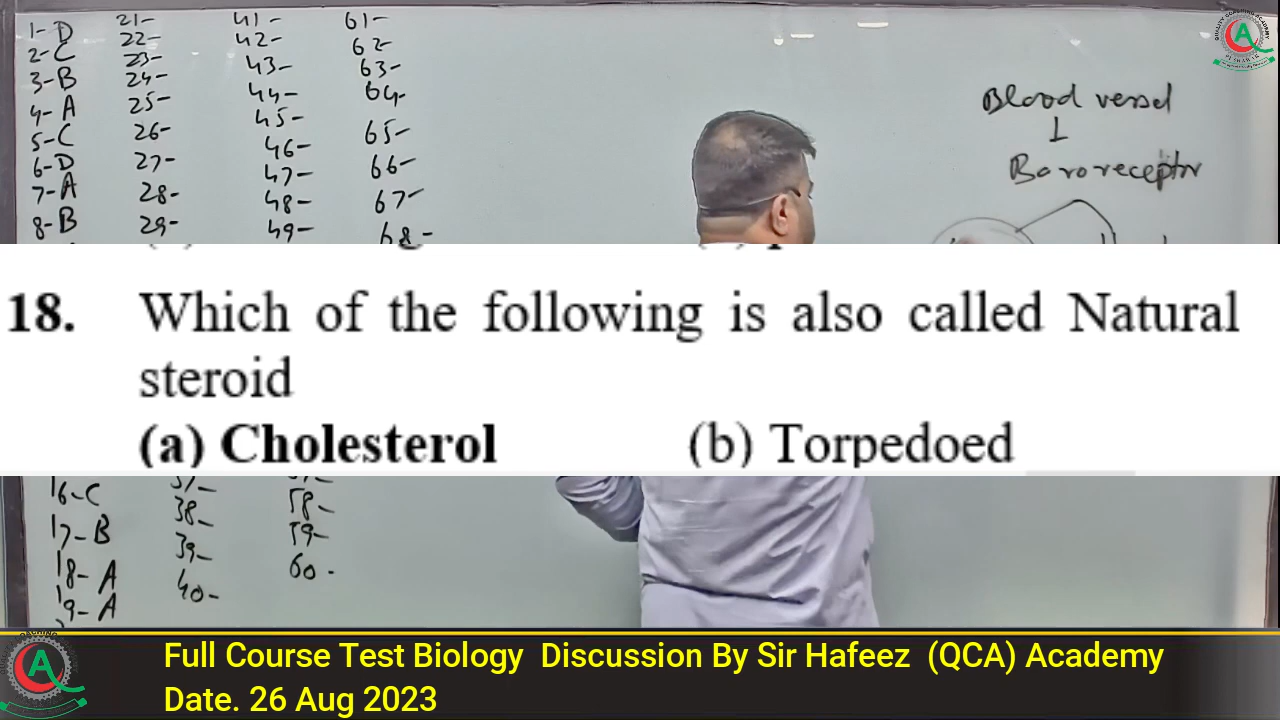 1- D
2- C
3- B
4- A
5- C
6- D
7- A
8- B
21-
22-
23-
24-
25-
26-
27-
28-
29-
41-
42-
43-
44-
45-
46-
47-
48-
49-
61-
62-
63-
64-
65-
66-
67-
68-
Blood vessel
Baroreceptor
18. Which of the following is also called Natural
steroid
(a) Cholesterol (b) Torpedoed
16- C
17- B
18- A
19- A
38-
39-
40-
58-
59-
60-
Full Course Test Biology Discussion By Sir Hafeez (QCA) Academy
Date. 26 Aug 2023